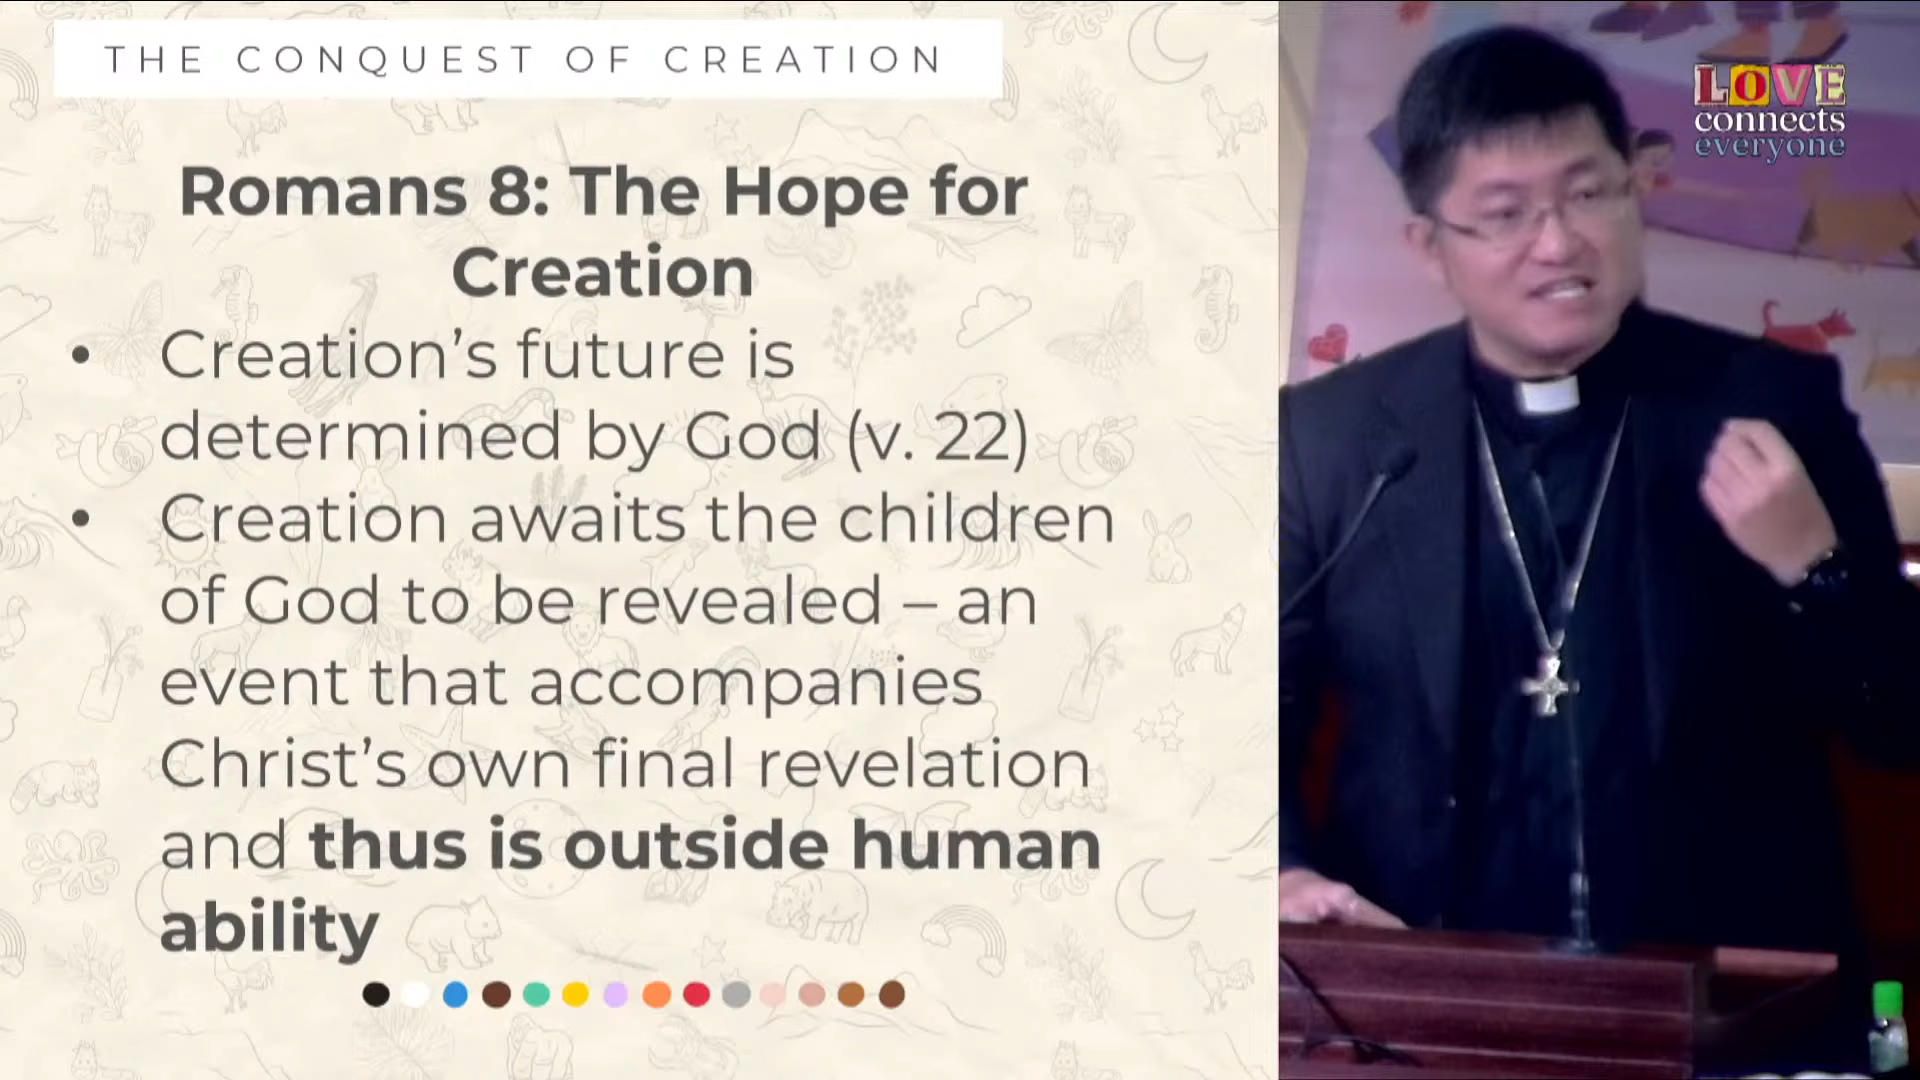 THE CONQUEST OF CREATION
Romans 8: The Hope for
Creation
• Creation’s future is
determined by God (v. 22)
• Creation awaits the children
of God to be revealed – an
event that accompanies
Christ’s own final revelation
and thus is outside human
ability
LOVE
connects
everyone